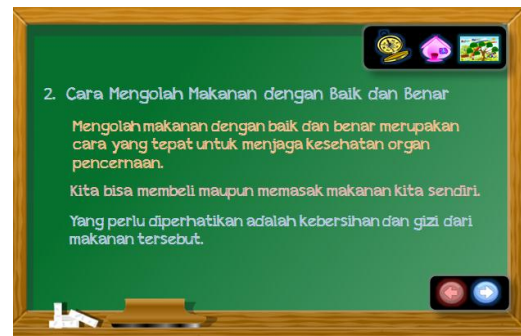 2. Cara Mengolah Makanan dengan Baik dan Benar
Mengolah makanan dengan baik dan benar merupakan
cara yang tepat untuk menjaga kesehatan organ
pencernaan.
Kita bisa membeli maupun memasak makanan kita sendiri.
Yang perlu diperhatikan adalah kebersihan dan gizi dari
makanan tersebut.